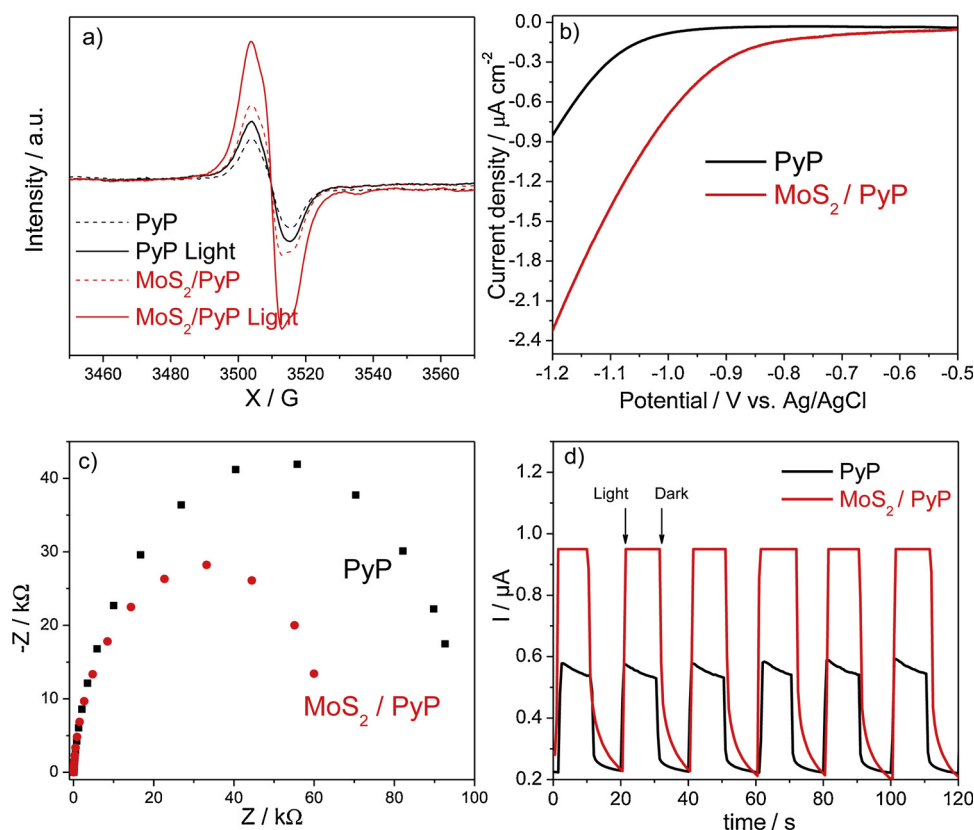 a)
Intensity / a.u.
PyP
PyP Light
MoS₂/PyP
MoS₂/PyP Light
3460 3480 3500 3520 3540 3560
X / G
b)
0.0
-0.3
-0.6
-0.9
-1.2
-1.5
-1.8
-2.1
-2.4
Current density / µA cm⁻²
PyP
MoS₂ / PyP
-1.2 -1.1 -1.0 -0.9 -0.8 -0.7 -0.6 -0.5
Potential / V vs. Ag/AgCl
c)
40
30
20
10
0
-Z / kΩ
PyP
MoS₂ / PyP
0 20 40 60 80 100
Z / kΩ
d)
1.2
1.0
0.8
0.6
0.4
0.2
I / µA
PyP
MoS₂ / PyP
Light Dark
0 20 40 60 80 100 120
time / s